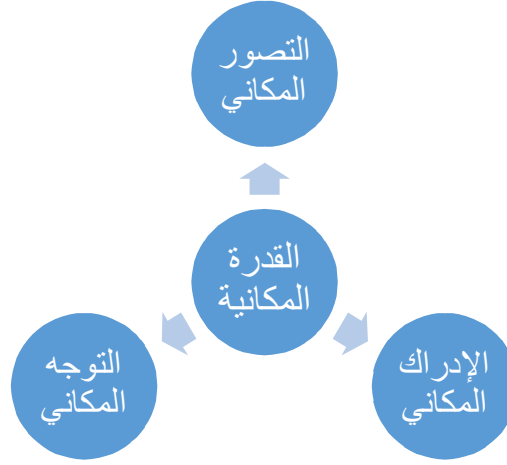 التصور
المكاني
القدرة
المكانية
الإدراك
المكاني
التوجه
المكاني